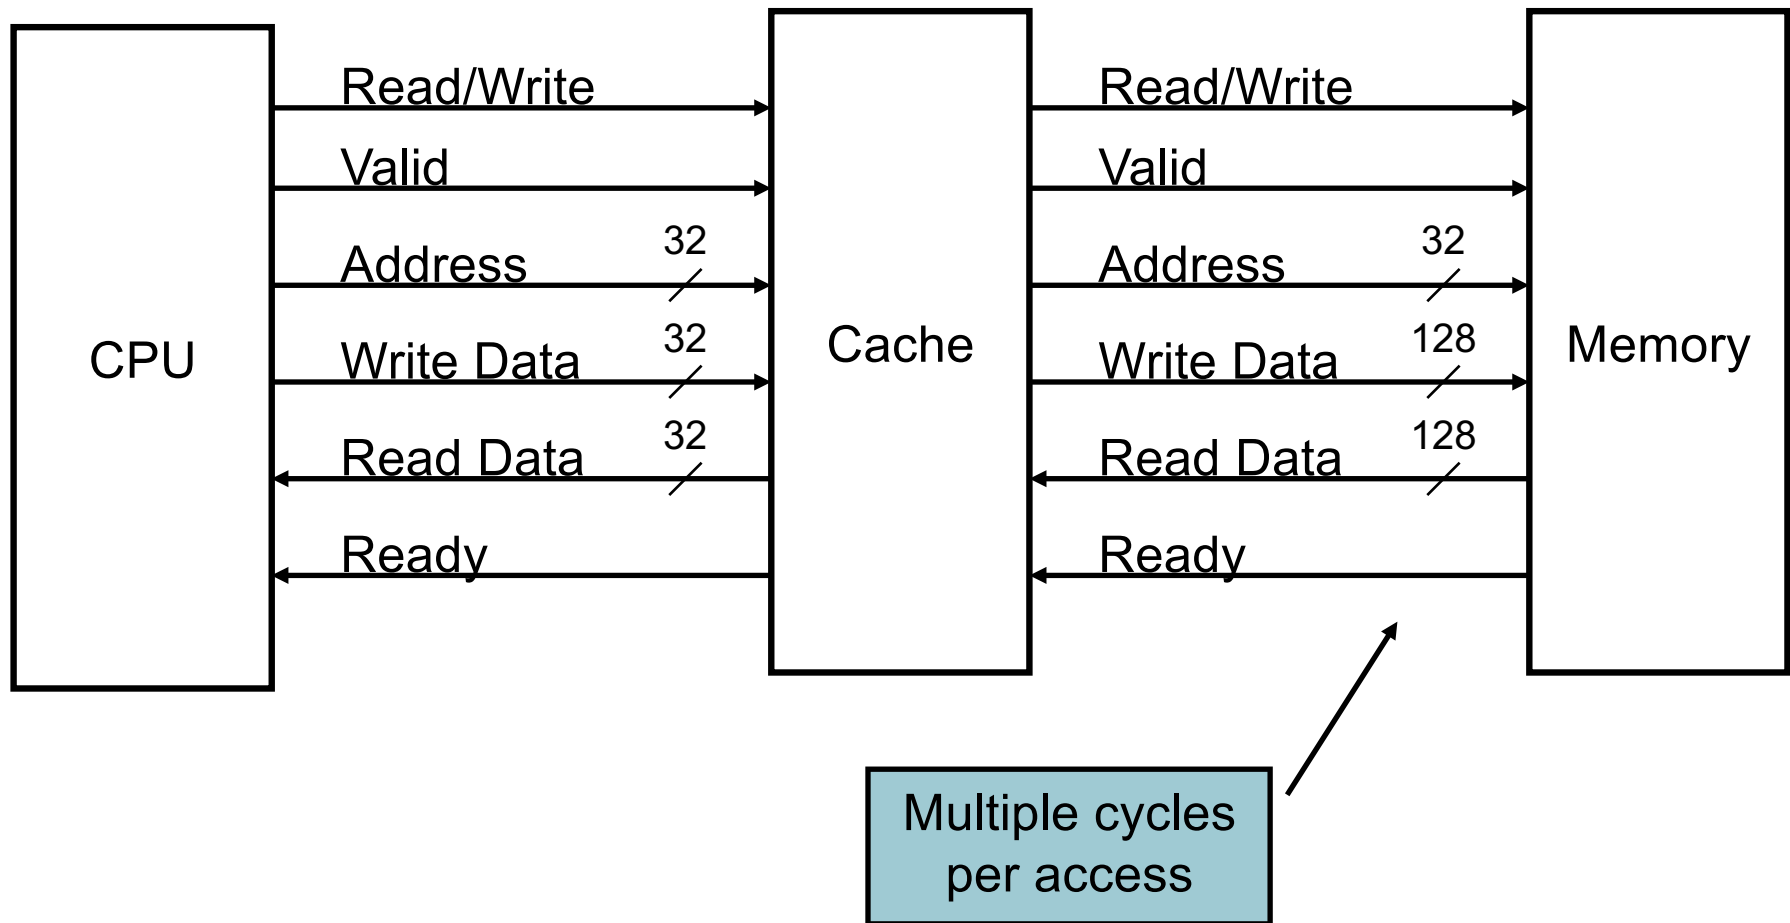 CPU
Read/Write
Valid
Address
32
Write Data
32
Read Data
32
Ready
Cache
Read/Write
Valid
Address
32
Write Data
128
Read Data
128
Ready
Memory
Multiple cycles
per access